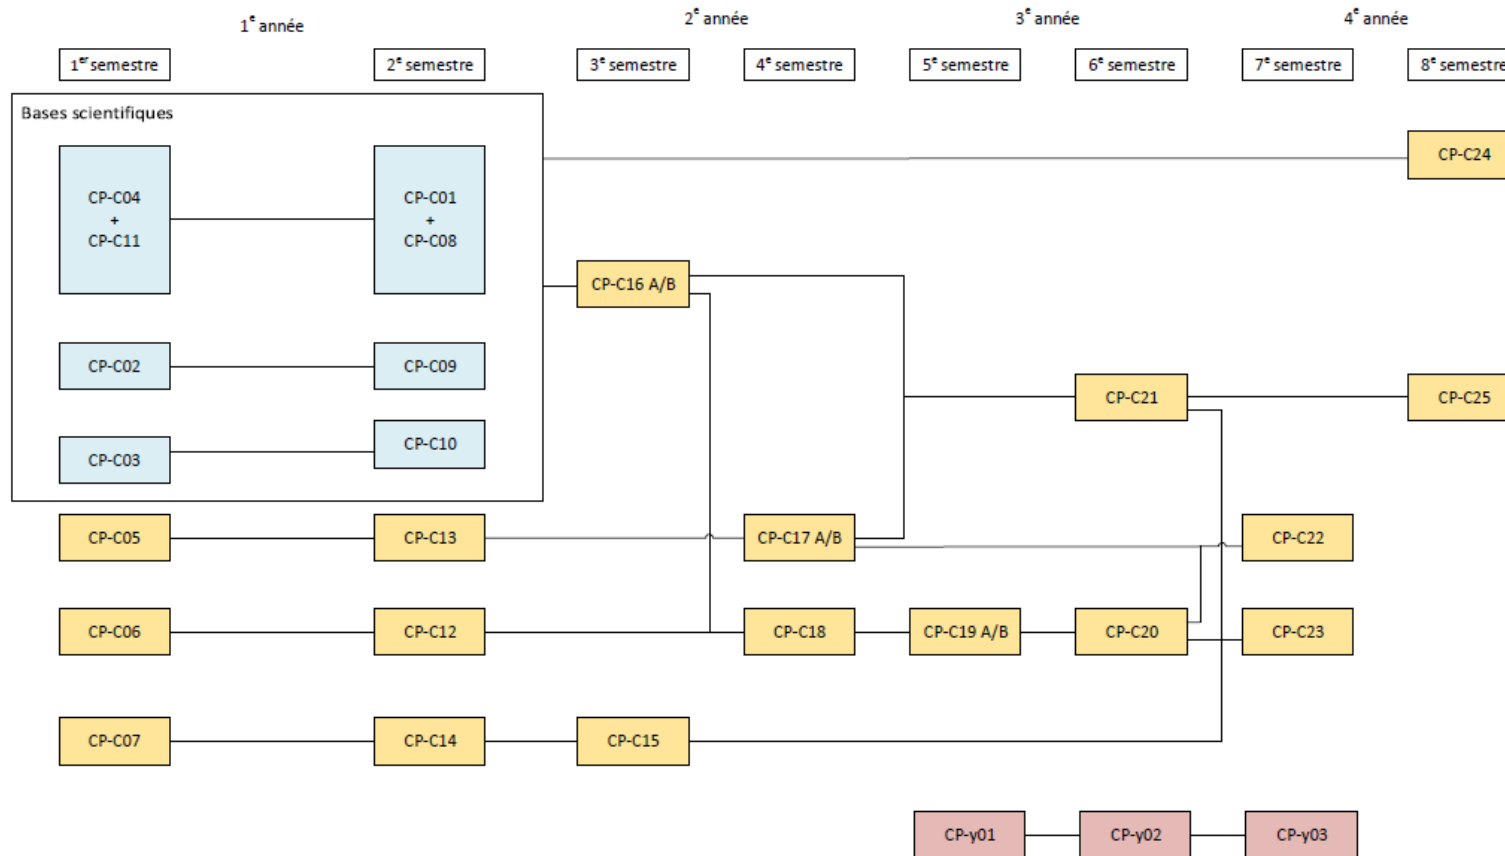 1e année
2e année
3e année
4e année
1er semestre
2e semestre
3e semestre
4e semestre
5e semestre
6e semestre
7e semestre
8e semestre
Bases scientifiques
CP-C04
+
CP-C11
CP-C01
+
CP-C08
CP-C24
CP-C16 A/B
CP-C02
CP-C09
CP-C21
CP-C25
CP-C03
CP-C10
CP-C05
CP-C13
CP-C17 A/B
CP-C22
CP-C06
CP-C12
CP-C18
CP-C19 A/B
CP-C20
CP-C23
CP-C07
CP-C14
CP-C15
CP-y01
CP-y02
CP-y03